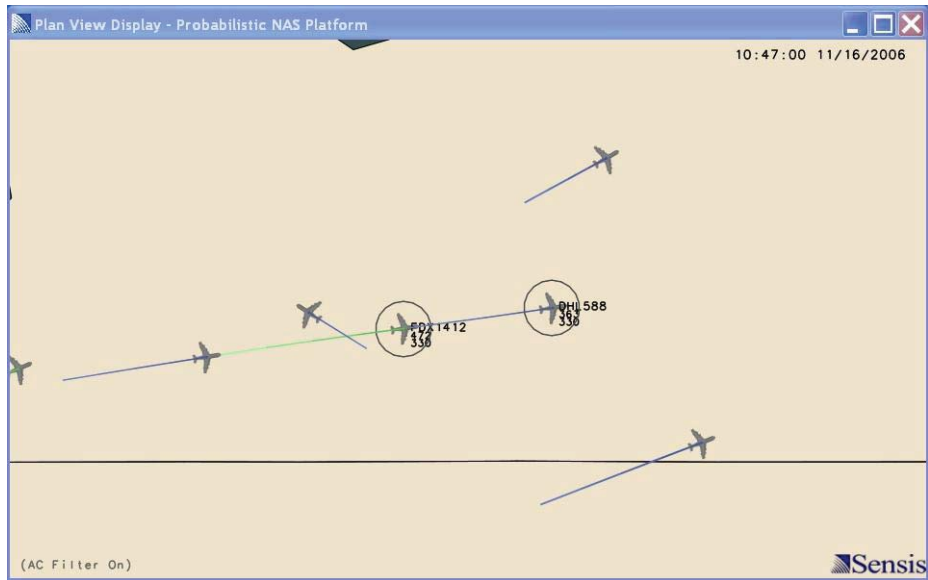 Plan View Display - Probabilistic NAS Platform
10:47:00 11/16/2006
DHL588
363
330
FDX1412
330
(AC Filter On)
Sensis